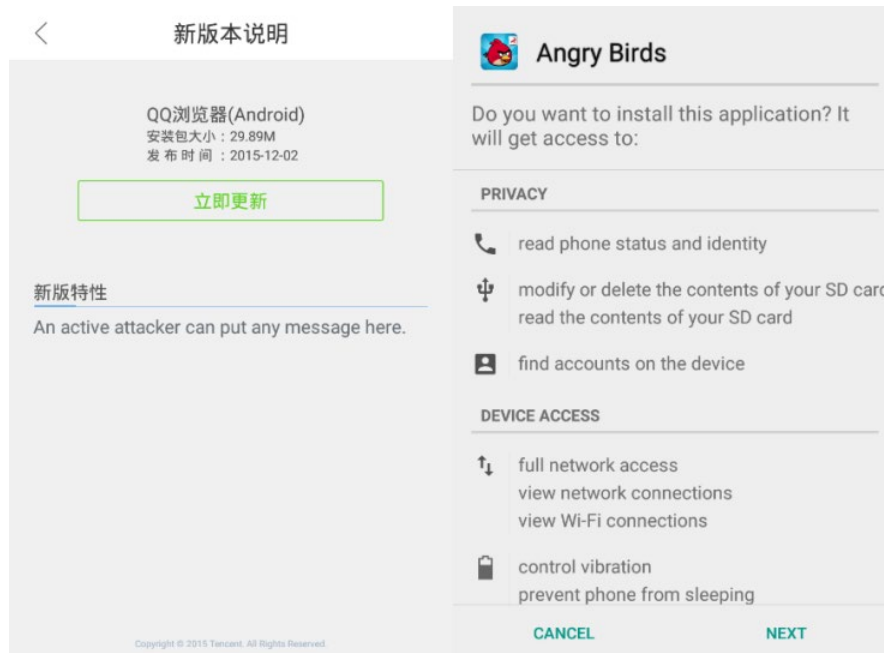 新版本说明
QQ浏览器(Android)
安装包大小：29.89M
发 布 时 间 ：2015-12-02
立即更新
新版特性
An active attacker can put any message here.
Copyright © 2015 Tencent. All Rights Reserved
Angry Birds
Do you want to install this application? It
will get access to:
PRIVACY
read phone status and identity
modify or delete the contents of your SD card
read the contents of your SD card
find accounts on the device
DEVICE ACCESS
full network access
view network connections
view Wi-Fi connections
control vibration
prevent phone from sleeping
CANCEL
NEXT